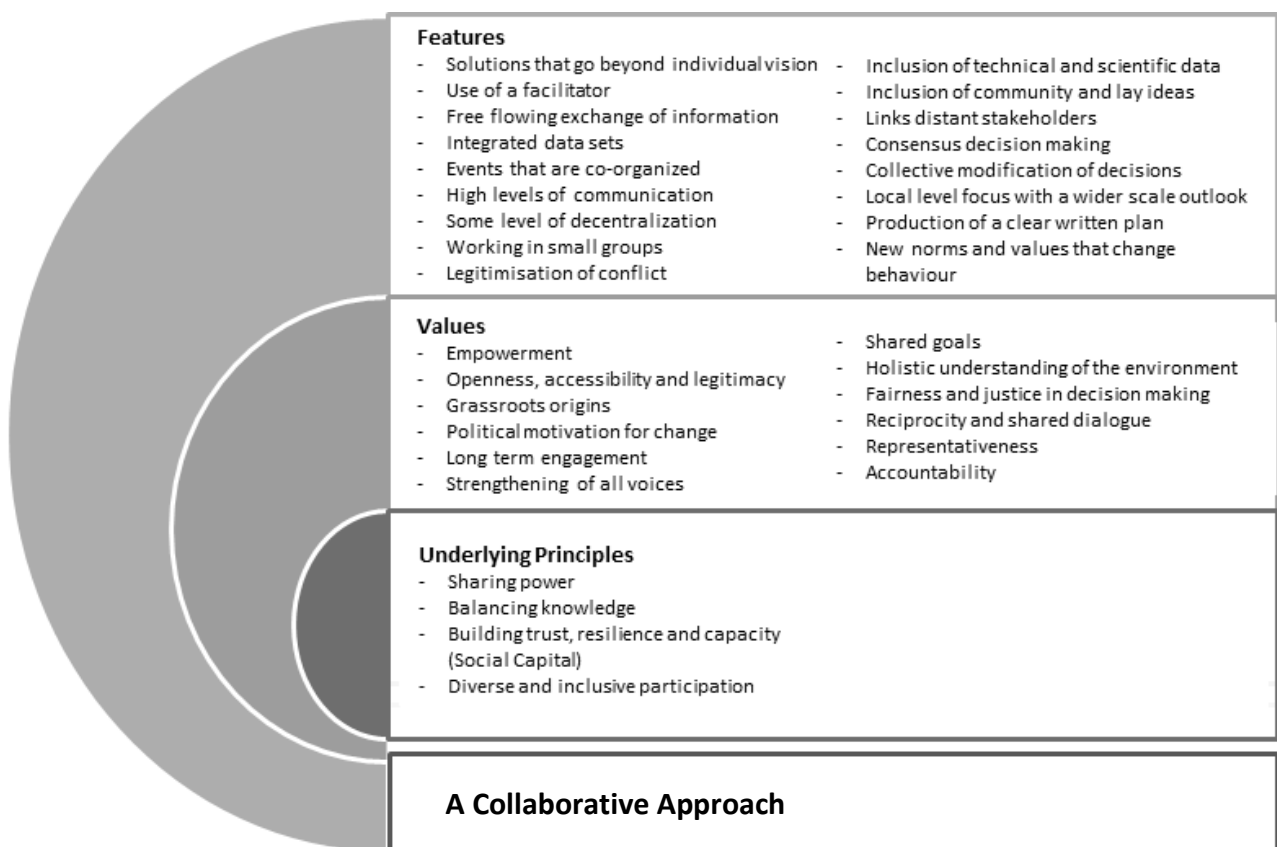 Features
- Solutions that go beyond individual vision
- Use of a facilitator
- Free flowing exchange of information
- Integrated data sets
- Events that are co-organized
- High levels of communication
- Some level of decentralization
- Working in small groups
- Legitimisation of conflict
- Inclusion of technical and scientific data
- Inclusion of community and lay ideas
- Links distant stakeholders
- Consensus decision making
- Collective modification of decisions
- Local level focus with a wider scale outlook
- Production of a clear written plan
- New norms and values that change
behaviour
Values
- Empowerment
- Openness, accessibility and legitimacy
- Grassroots origins
- Political motivation for change
- Long term engagement
- Strengthening of all voices
- Shared goals
- Holistic understanding of the environment
- Fairness and justice in decision making
- Reciprocity and shared dialogue
- Representativeness
- Accountability
Underlying Principles
- Sharing power
- Balancing knowledge
- Building trust, resilience and capacity
(Social Capital)
- Diverse and inclusive participation
A Collaborative Approach